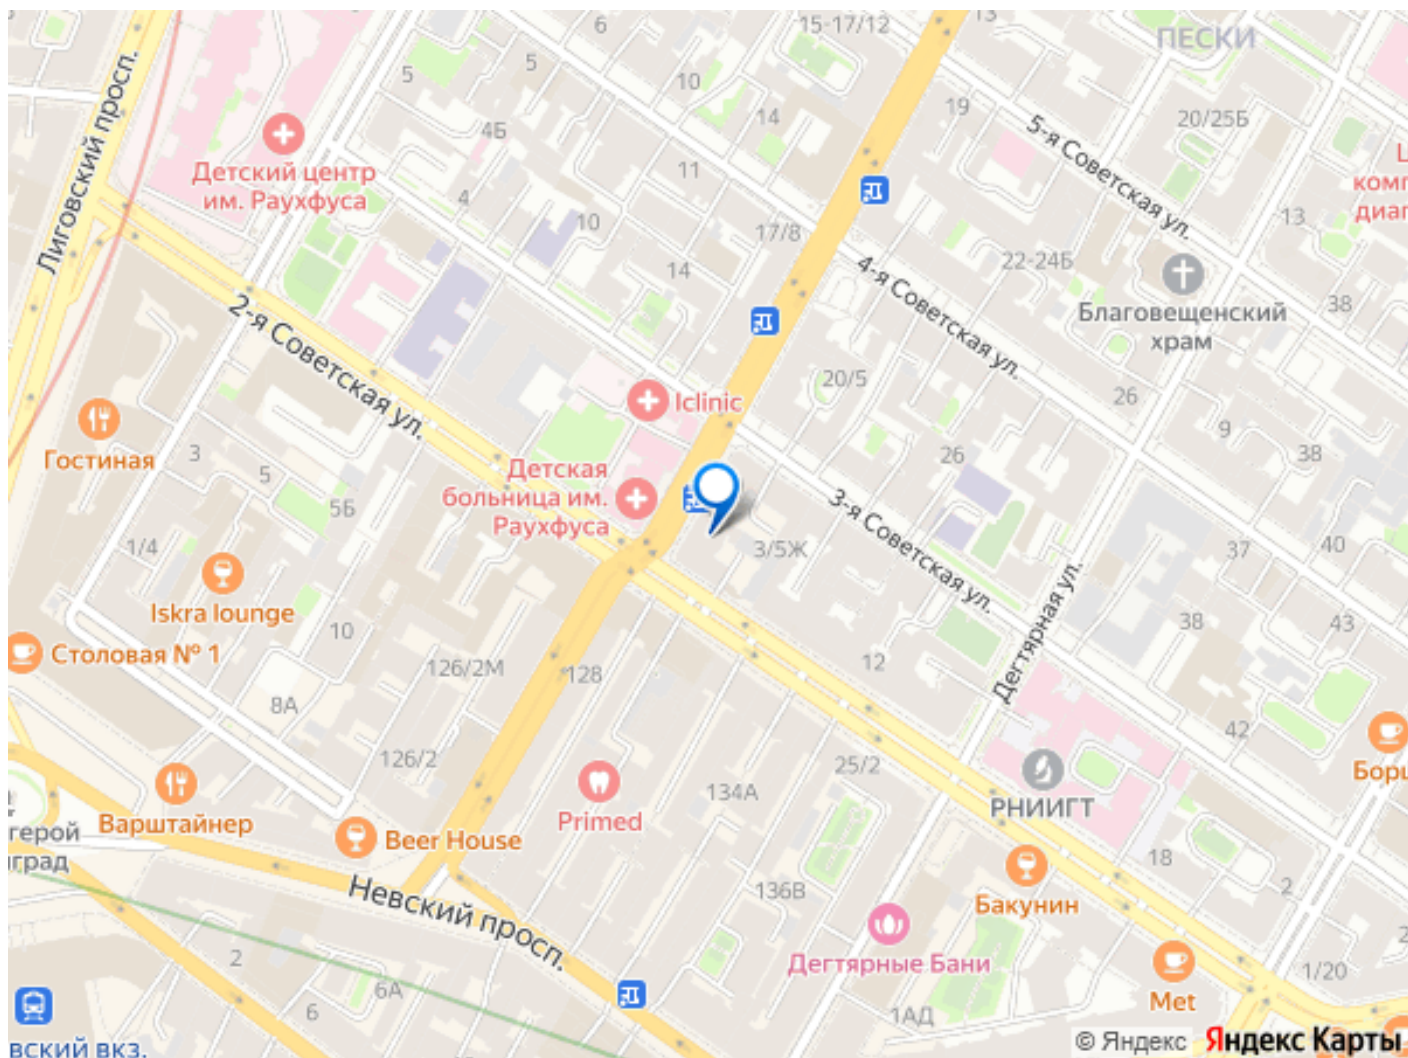 13
15-17/12
6
ПЕСКИ
5
5
10
19
14
20/25Б
4Б
5-я Советская ул.
Лиговский просп.
11
Детский центр
им. Раухфуса
4
13
10
17/8
22-24Б
14
4-я Советская ул.
38
Благовещенский
храм
2-я Советская ул.
20/5
26
Iclinic
9
Гостиная
3
26
38
5
Детская
больница им.
Раухфуса
5Б
3-я Советская ул.
1/4
3/5Ж
37
40
Iskra lounge
Дегтярная ул.
10
38
43
Столовая № 1
126/2М
128
12
8А
42
126/2
25/2
134А
РНИИГТ
Варштайнер
Primed
герой
Beer House
18
2
136В
Невский просп.
Бакунин
2
Дегтярные Бани
1/20
6А
Met
6
1АД
вский вкз.
© Яндекс
Яндекс Карты